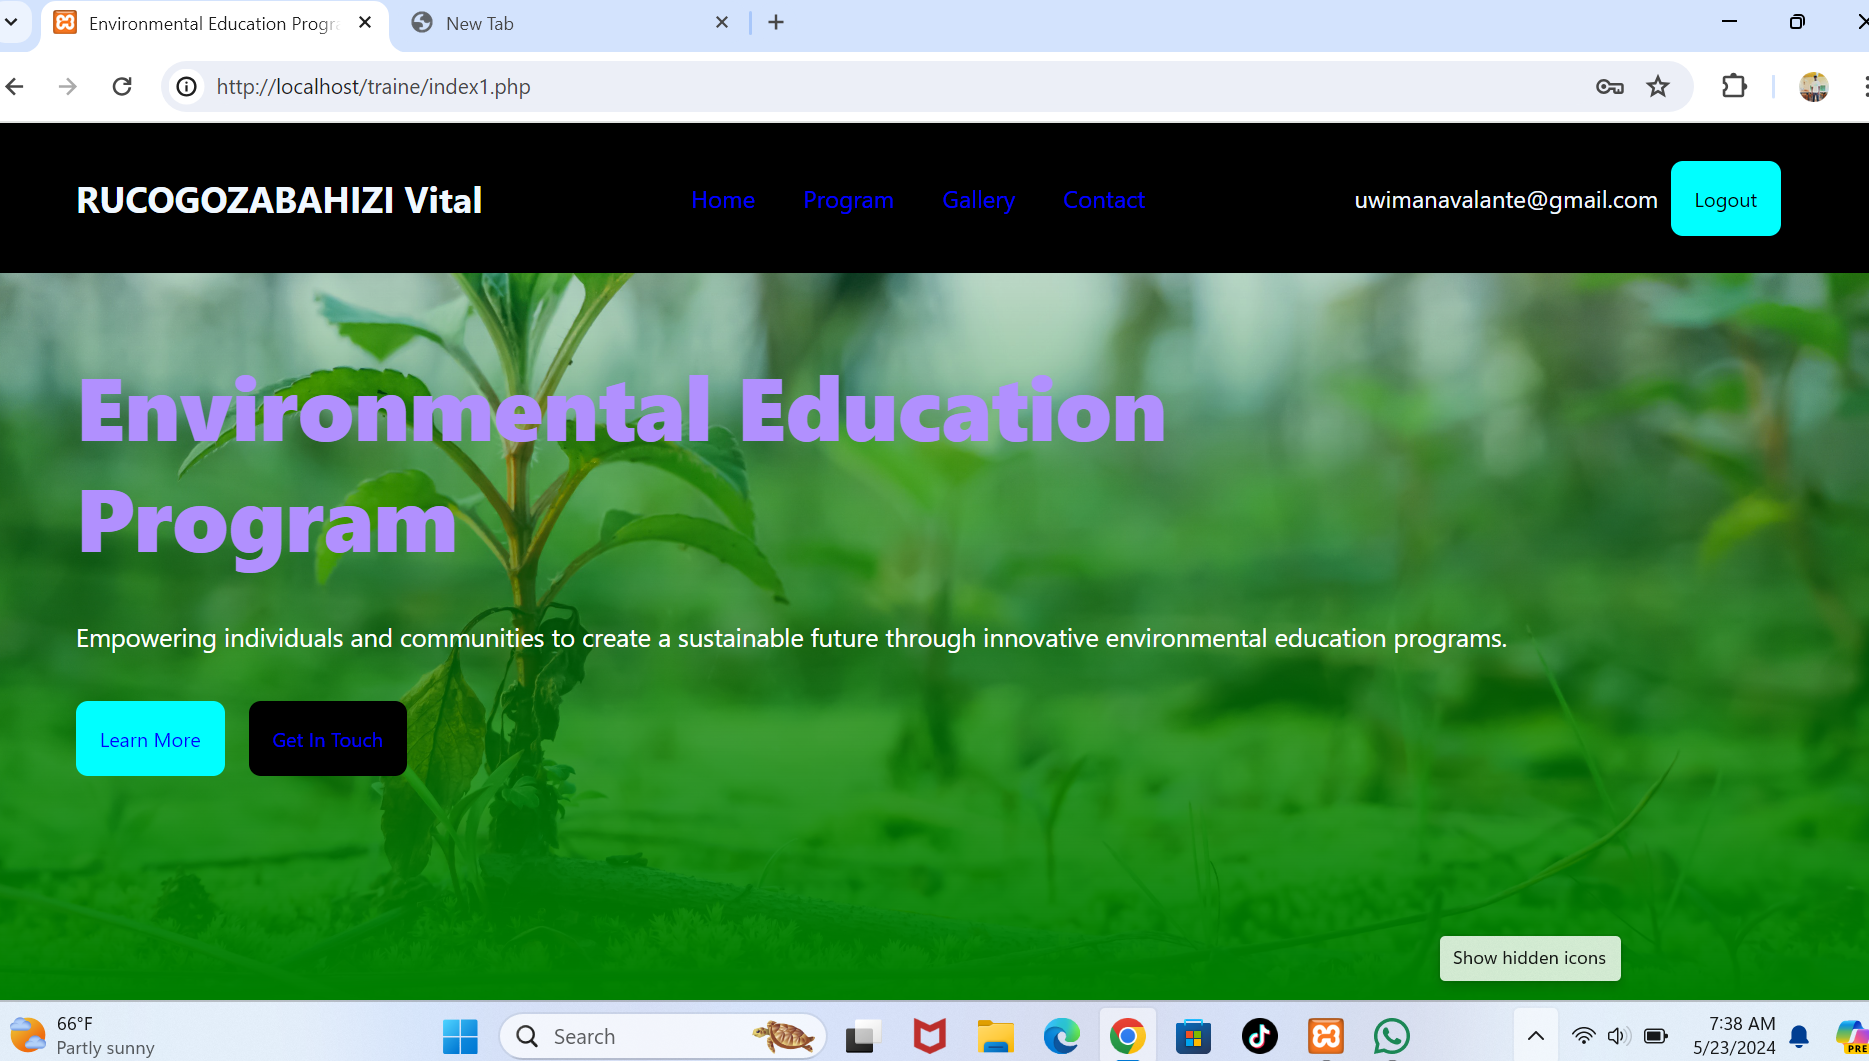 Environmental Education Progra
New Tab
http://localhost/traine/index1.php
RUCOGOZABAHIZI Vital
Home Program Gallery Contact
uwimanavalante@gmail.com Logout
Environmental Education
Program
Empowering individuals and communities to create a sustainable future through innovative environmental education programs.
Learn More Get In Touch
Show hidden icons
66°F
Partly sunny
Search
7:38 AM
5/23/2024
PRE